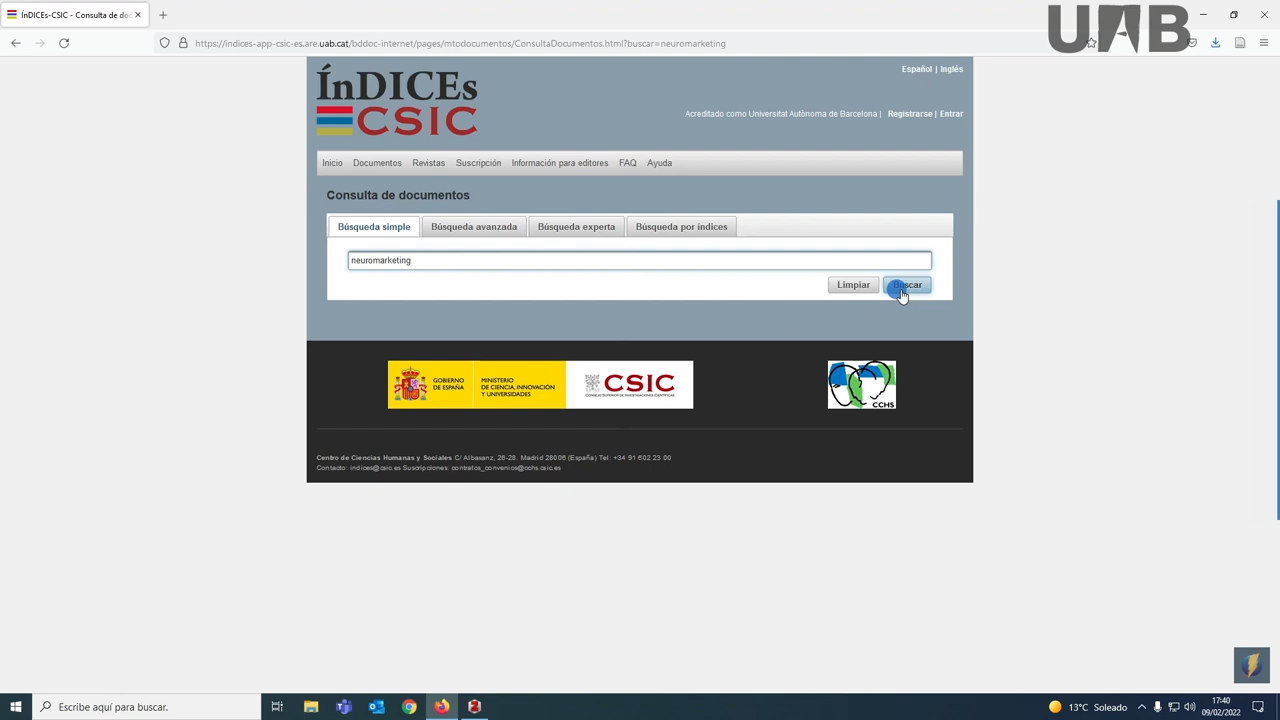 ÍnDICEs-CSIC - Consulta de do
https://indices-app-csic-es.are.uab.cat/bddoc-internet/pages/mtodocumentos/ConsultaDocumentos.html?buscar=neuromarketing
UAB
ÍnDICEs
CSIC
Español | Inglés
Acreditado como Universitat Autònoma de Barcelona | Registrarse | Entrar
Inicio Documentos Revistas Suscripción Información para editores FAQ Ayuda
Consulta de documentos
Búsqueda simple Búsqueda avanzada Búsqueda experta Búsqueda por índices
neuromarketing
Limpiar Buscar
GOBIERNO DE ESPAÑA
MINISTERIO DE CIENCIA, INNOVACIÓN Y UNIVERSIDADES
CSIC
CONSEJO SUPERIOR DE INVESTIGACIONES CIENTÍFICAS
CCHS
Centro de Ciencias Humanas y Sociales C/ Albasanz, 26-28. Madrid 28006 (España) Tel: +34 91 602 23 00
Contacto: indices@csic.es Suscripciones: contratos_convenios@cchs.csic.es
Escribe aquí para buscar.
13°C Soleado
17:40
09/02/2022